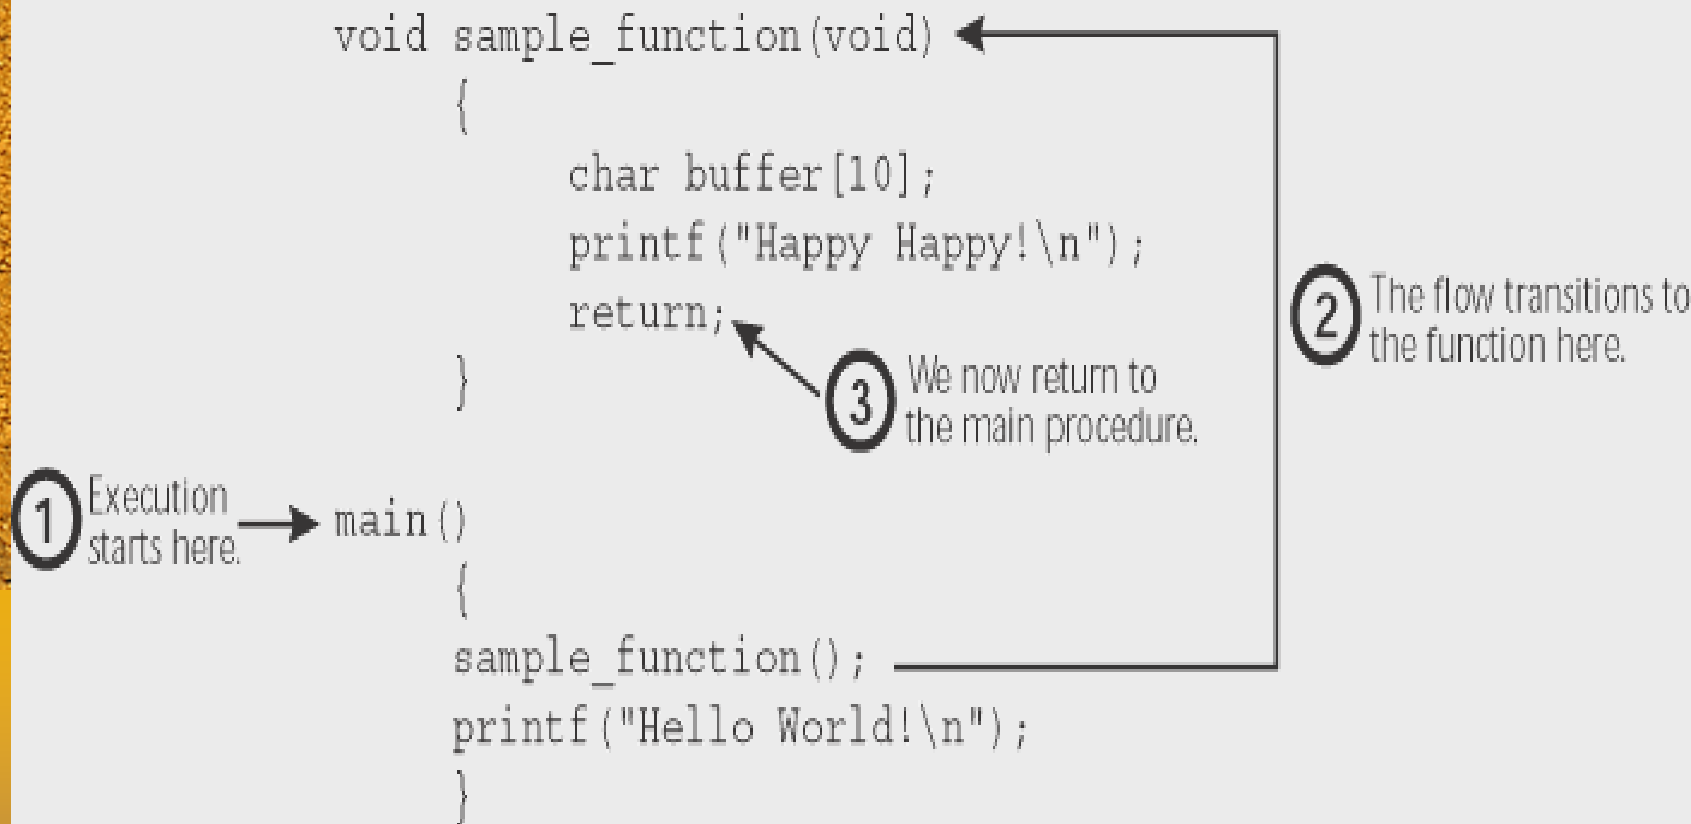 void sample_function(void)
{
char buffer[10];
printf("Happy Happy!\n");
return;
}
3 We now return to
the main procedure.
2 The flow transitions to
the function here.
1 Execution
starts here.
main()
{
sample_function();
printf("Hello World!\n");
}